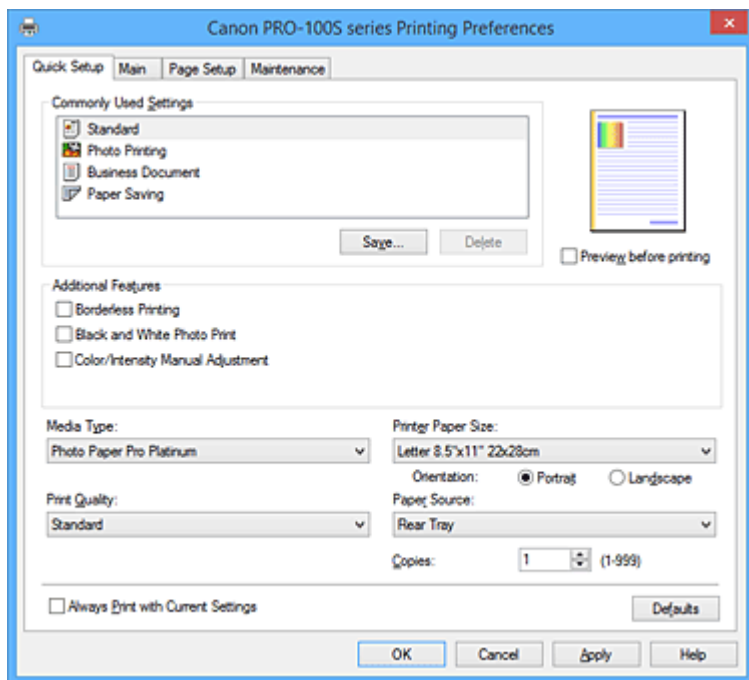 Canon PRO-100S series Printing Preferences
Quick Setup Main Page Setup Maintenance
Commonly Used Settings
Standard
Photo Printing
Business Document
Paper Saving
Save... Delete
Preview before printing
Additional Features
Borderless Printing
Black and White Photo Print
Color/Intensity Manual Adjustment
Media Type: Printer Paper Size:
Photo Paper Pro Platinum Letter 8.5"x11" 22x28cm
Orientation: Portrait Landscape
Print Quality: Paper Source:
Standard Rear Tray
Copies: 1 (1-999)
Always Print with Current Settings Defaults
OK Cancel Apply Help